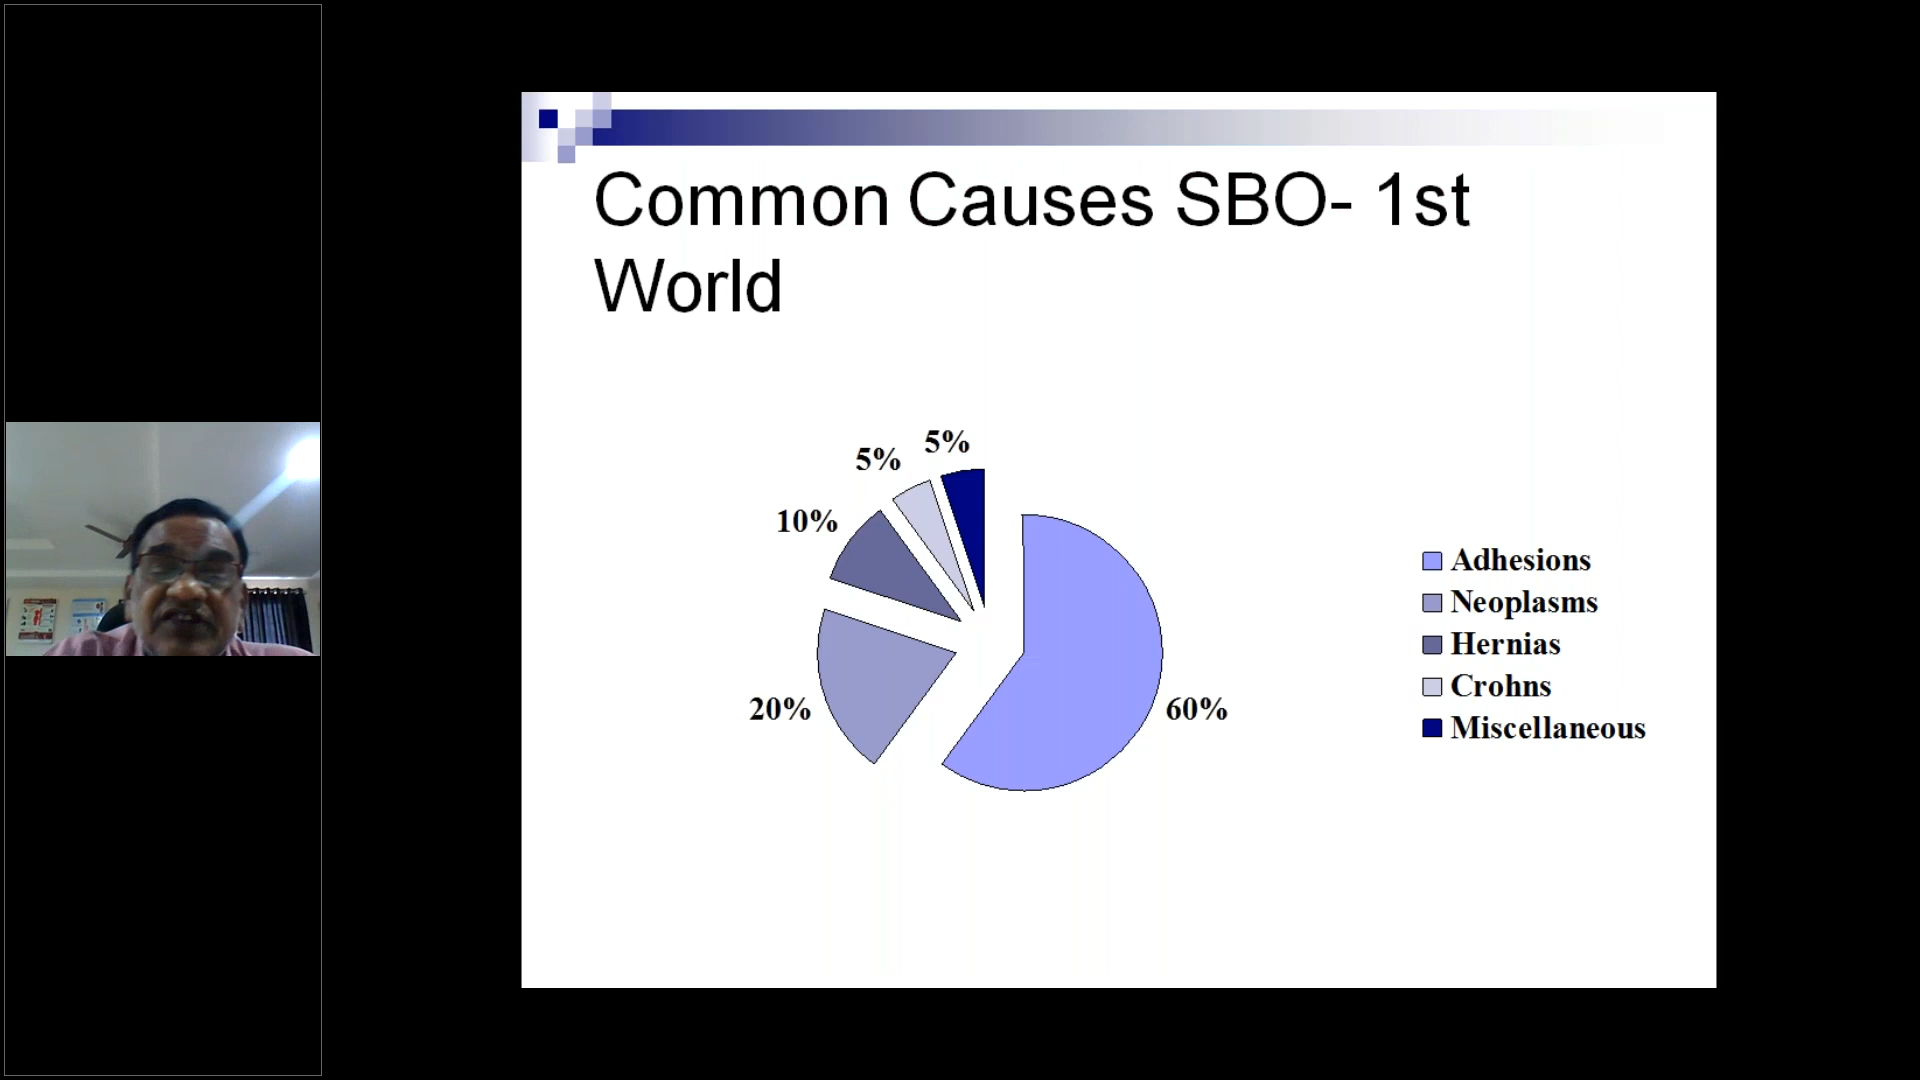 Common Causes SBO- 1st
World
5%
5%
10%
20%
60%
Adhesions
Neoplasms
Hernias
Crohns
Miscellaneous